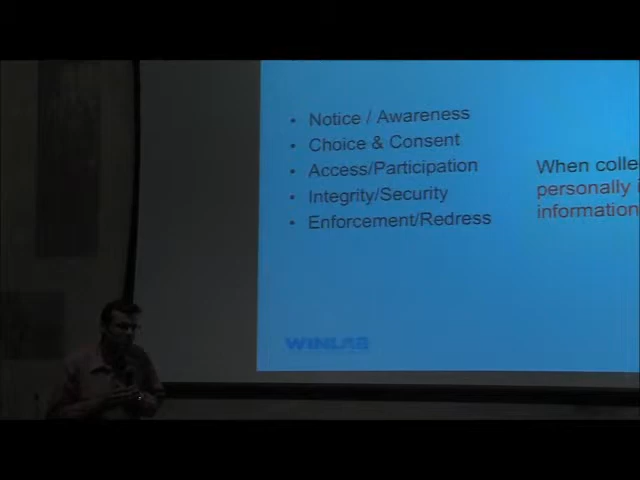 • Notice / Awareness
• Choice & Consent
• Access/Participation
• Integrity/Security
• Enforcement/Redress
When colle
personally i
information
WINLAB